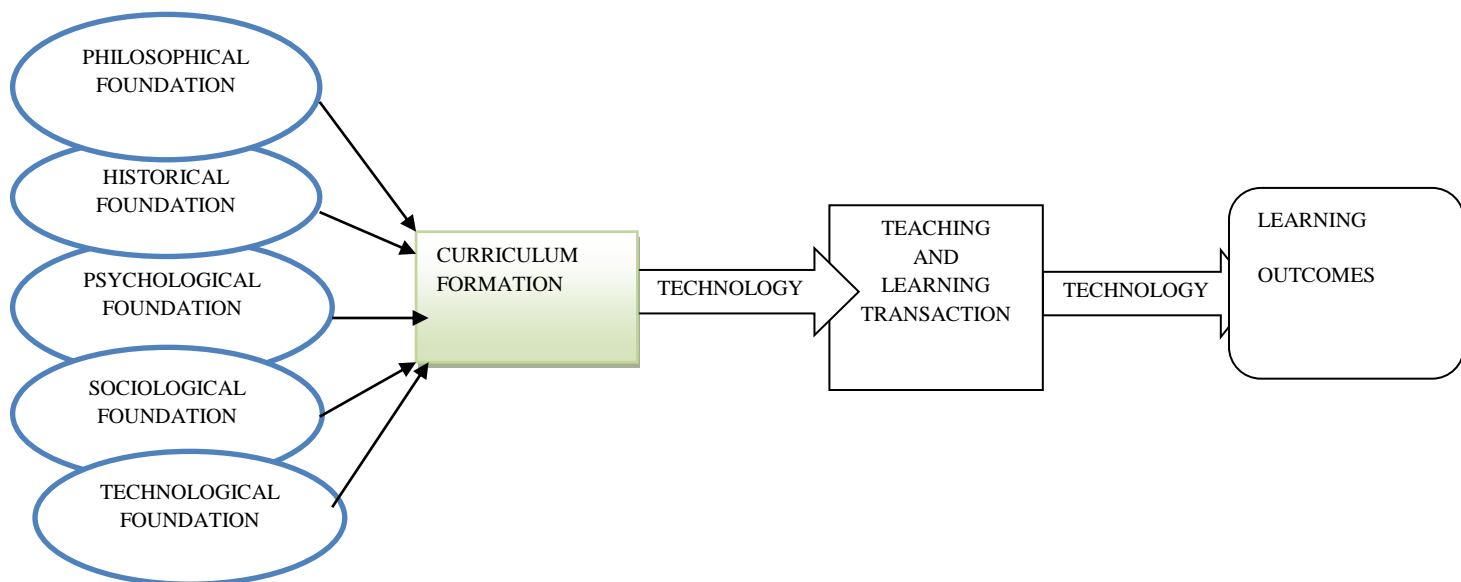 PHILOSOPHICAL
FOUNDATION
HISTORICAL
FOUNDATION
PSYCHOLOGICAL
FOUNDATION
SOCIOLOGICAL
FOUNDATION
TECHNOLOGICAL
FOUNDATION
CURRICULUM
FORMATION
TECHNOLOGY
TEACHING
AND
LEARNING
TRANSACTION
TECHNOLOGY
LEARNING
OUTCOMES